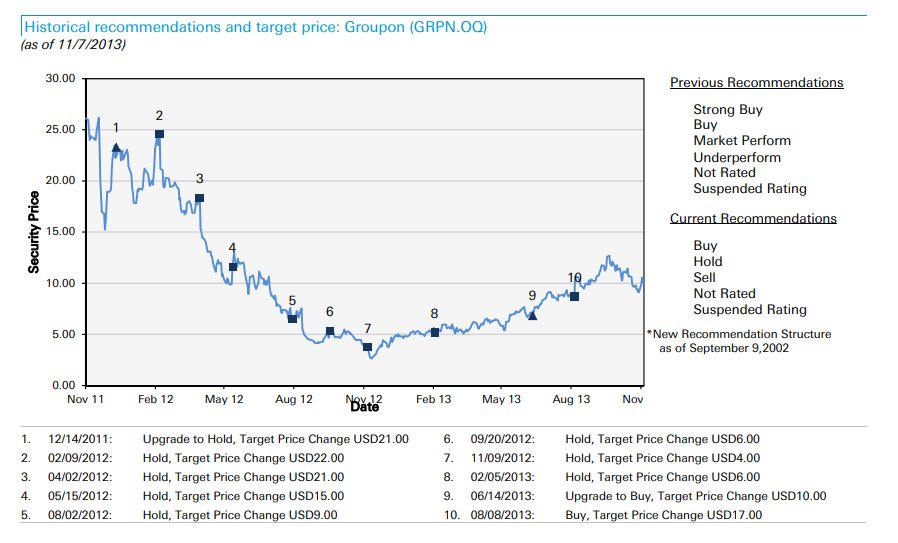 Historical recommendations and target price: Groupon (GRPN.OQ)
(as of 11/7/2013)
30.00
25.00
20.00
15.00
10.00
5.00
0.00
Security Price
1
2
3
4
5
6
7
8
9
10
Nov 11
Feb 12
May 12
Aug 12
Nov 12
Feb 13
May 13
Aug 13
Nov
Date
Previous Recommendations
Strong Buy
Buy
Market Perform
Underperform
Not Rated
Suspended Rating
Current Recommendations
Buy
Hold
Sell
Not Rated
Suspended Rating
*New Recommendation Structure
as of September 9,2002
1. 12/14/2011: Upgrade to Hold, Target Price Change USD21.00
2. 02/09/2012: Hold, Target Price Change USD22.00
3. 04/02/2012: Hold, Target Price Change USD21.00
4. 05/15/2012: Hold, Target Price Change USD15.00
5. 08/02/2012: Hold, Target Price Change USD9.00
6. 09/20/2012: Hold, Target Price Change USD6.00
7. 11/09/2012: Hold, Target Price Change USD4.00
8. 02/05/2013: Hold, Target Price Change USD6.00
9. 06/14/2013: Upgrade to Buy, Target Price Change USD10.00
10. 08/08/2013: Buy, Target Price Change USD17.00